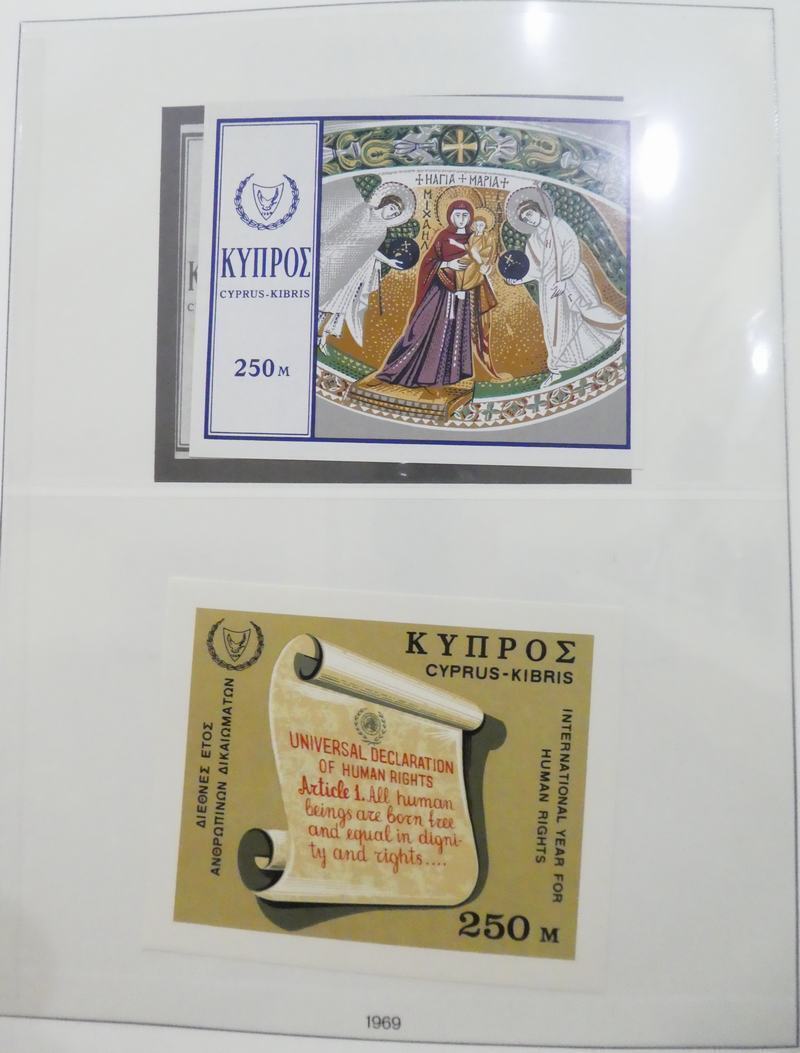 ΚΥΠΡΟΣ
CYPRUS-KIBRIS
250 M
+ΗΑΓΙΑ+ΜΑΡΙΑ+
ΜΙΧΑΗΛ
ΚΥΠΡΟΣ
CYPRUS-KIBRIS
ΔΙΕΘΝΕΣ ΕΤΟΣ
ΑΝΘΡΩΠΙΝΩΝ ΔΙΚΑΙΩΜΑΤΩΝ
UNIVERSAL DECLARATION
OF HUMAN RIGHTS
Article 1. All human
beings are born free
and equal in digni-
ty and rights....
INTERNATIONAL YEAR FOR
HUMAN RIGHTS
250 M
1969